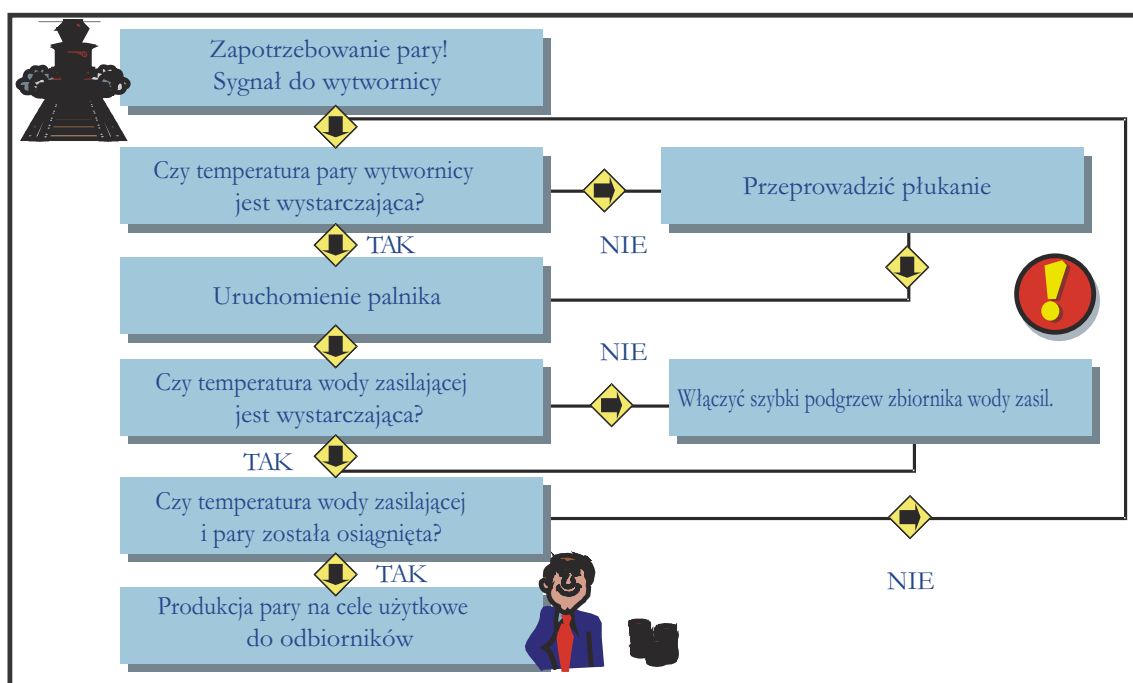 Zapotrzebowanie pary!
Sygnał do wytwornicy
Czy temperatura pary wytwornicy
jest wystarczająca?
Przeprowadzić płukanie
TAK
NIE
Uruchomienie palnika
NIE
Czy temperatura wody zasilającej
jest wystarczająca?
Włączyć szybki podgrzew zbiornika wody zasil.
TAK
Czy temperatura wody zasilającej
i pary została osiągnięta?
TAK
NIE
Produkcja pary na cele użytkowe
do odbiorników